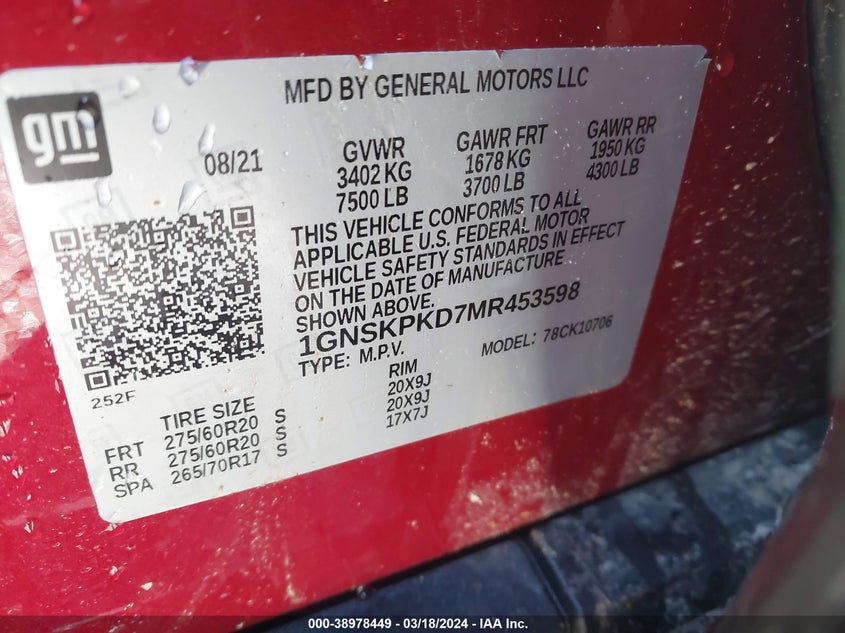 MFD BY GENERAL MOTORS LLC
gm
08/21
GVWR GAWR FRT GAWR RR
3402 KG 1678 KG 1950 KG
7500 LB 3700 LB 4300 LB
THIS VEHICLE CONFORMS TO ALL
APPLICABLE U.S. FEDERAL MOTOR
VEHICLE SAFETY STANDARDS IN EFFECT
ON THE DATE OF MANUFACTURE
SHOWN ABOVE.
1GNSKPKD7MR453598
TYPE: M.P.V. MODEL: 78CK10706
252F
TIRE SIZE RIM
FRT 275/60R20 S 20X9J
RR 275/60R20 S 20X9J
SPA 265/70R17 S 17X7J
000-38978449 - 03/18/2024 - IAA Inc.